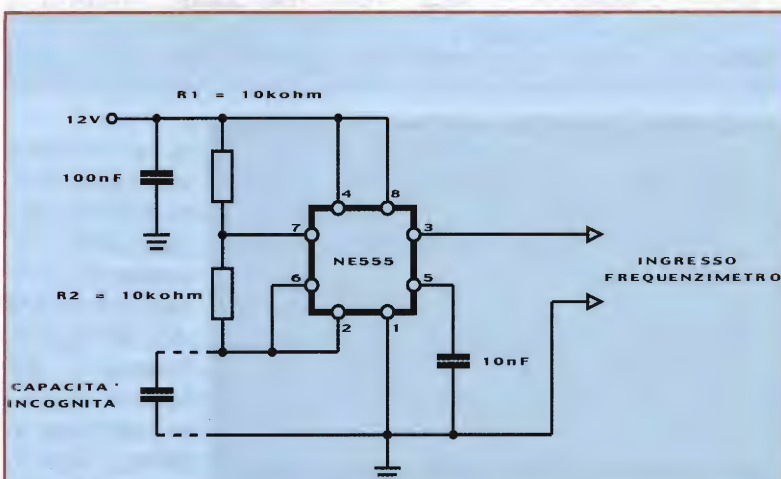 R1 = 10kohm
12V
100nF
4
8
7
3
NE555
INGRESSO
FREQUENZIMETRO
6
5
R2 = 10kohm
2
1
10nF
CAPACITA'
INCOGNITA